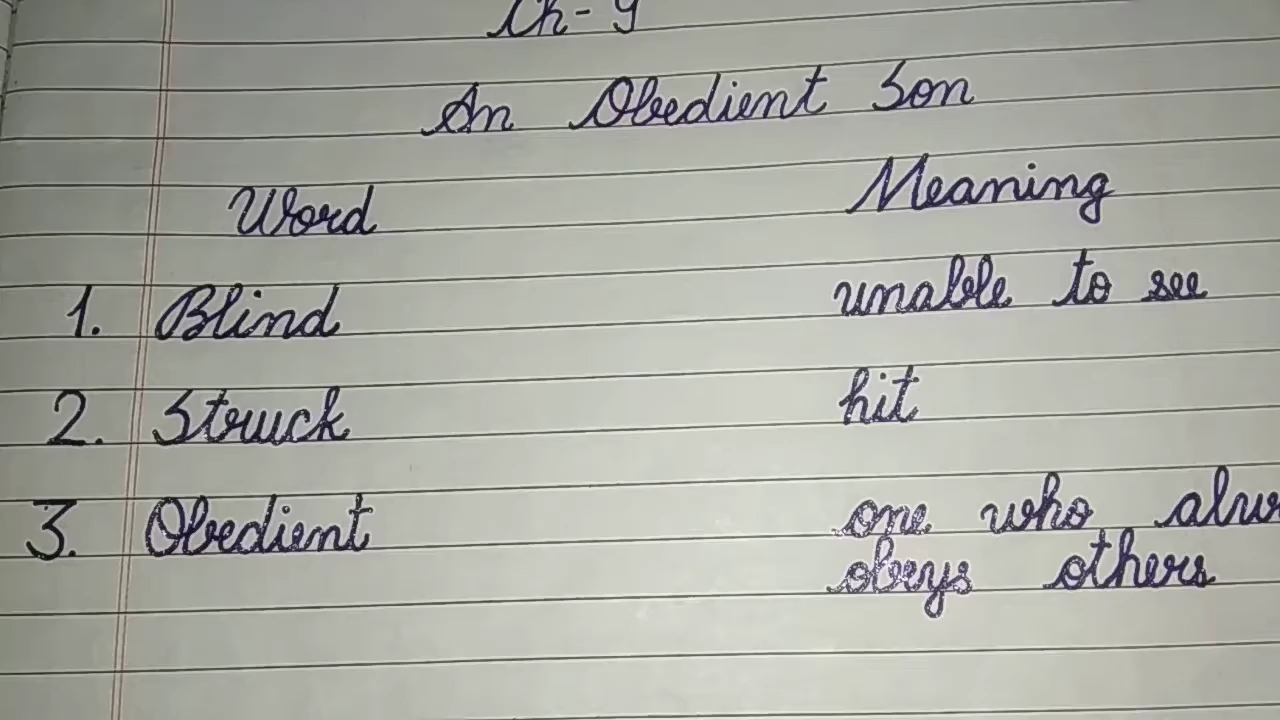 Ch - 9
An Obedient Son
Word Meaning
1. Blind unable to see
2. Struck hit
3. Obedient one who
obeys others